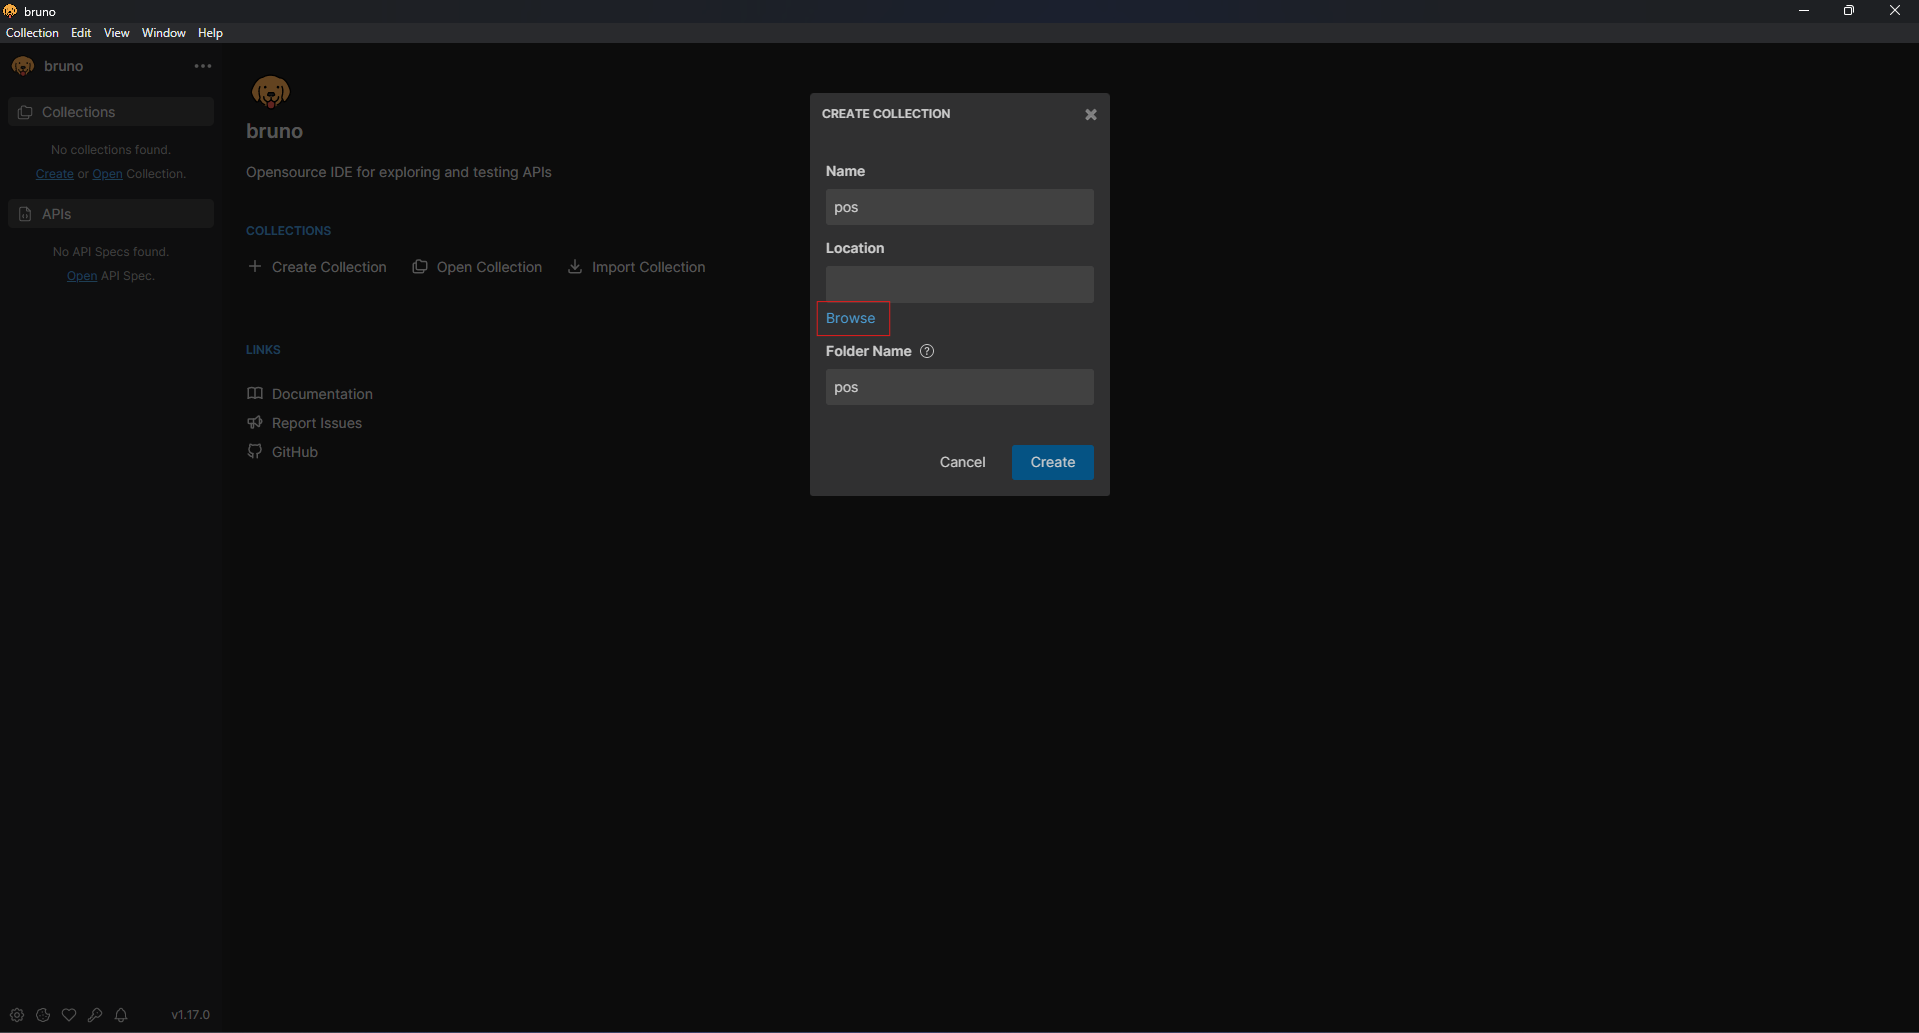 bruno
Collection Edit View Window Help
bruno
Collections
No collections found.
Create or Open Collection.
APIs
No API Specs found.
Open API Spec.
v1.17.0
bruno
Opensource IDE for exploring and testing APIs
COLLECTIONS
Create Collection Open Collection Import Collection
LINKS
Documentation
Report Issues
GitHub
CREATE COLLECTION
Name
pos
Location
Browse
Folder Name
pos
Cancel Create